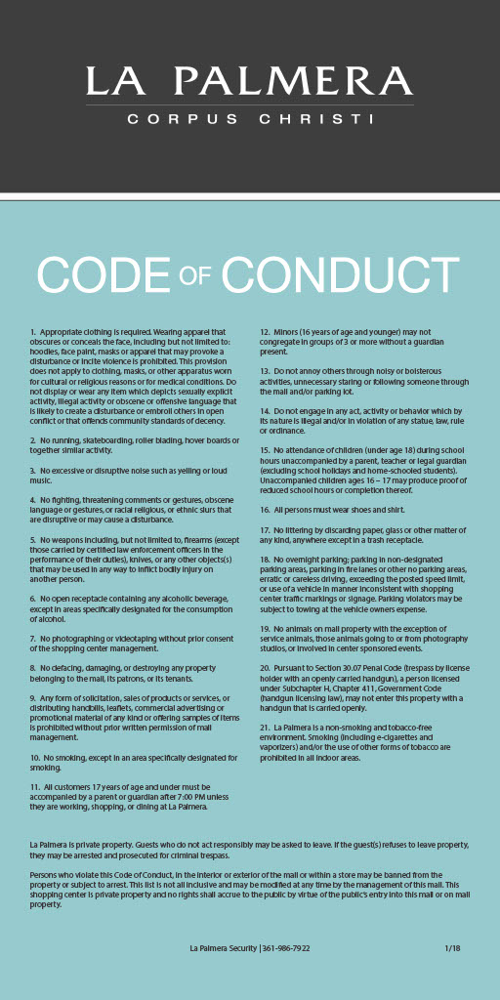 LA PALMERA
CORPUS CHRISTI
CODE OF CONDUCT
1. Appropriate clothing is required. Wearing apparel that
obscures or conceals the face, including but not limited to:
hoodies, face paint, masks or apparel that may provoke a
disturbance or incite violence is prohibited. This provision
does not apply to clothing, masks, or other apparatus worn
for cultural or religious reasons or for medical conditions. Do
not display or wear any item which depicts sexually explicit
activity, illegal activity or obscene or offensive language that
is likely to create a disturbance or embroil others in open
conflict or that offends community standards of decency.
2. No running, skateboarding, roller blading, hover boards or
together similar activity.
3. No excessive or disruptive noise such as yelling or loud
music.
4. No fighting, threatening comments or gestures, obscene
language or gestures, or racial religious, or ethnic slurs that
are disruptive or may cause a disturbance.
5. No weapons including, but not limited to, firearms (except
those carried by certified law enforcement officers in the
performance of their duties), knives, or any other objects(s)
that may be used in any way to inflict bodily injury on
another person.
6. No open receptacle containing any alcoholic beverage,
except in areas specifically designated for the consumption
of alcohol.
7. No photographing or videotaping without prior consent
of the shopping center management.
8. No defacing, damaging, or destroying any property
belonging to the mall, its patrons, or its tenants.
9. Any form of solicitation, sales of products or services, or
distributing handbills, leaflets, commercial advertising or
promotional material of any kind or offering samples of items
is prohibited without prior written permission of mall
management.
10. No smoking, except in an area specifically designated for
smoking.
11. All customers 17 years of age and under must be
accompanied by a parent or guardian after 7:00 PM unless
they are working, shopping, or dining at La Palmera.
12. Minors (16 years of age and younger) may not
congregate in groups of 3 or more without a guardian
present.
13. Do not annoy others through noisy or boisterous
activities, unnecessary staring or following someone through
the mall and/or parking lot.
14. Do not engage in any act, activity or behavior which by
its nature is illegal and/or in violation of any statue, law, rule
or ordinance.
15. No attendance of children (under age 18) during school
hours unaccompanied by a parent, teacher or legal guardian
(excluding school holidays and home-schooled students).
Unaccompanied children ages 16 – 17 may produce proof of
reduced school hours or completion thereof.
16. All persons must wear shoes and shirt.
17. No littering by discarding paper, glass or other matter of
any kind, anywhere except in a trash receptacle.
18. No overnight parking; parking in non-designated
parking areas, parking in fire lanes or other no parking areas,
erratic or careless driving, exceeding the posted speed limit,
or use of a vehicle in manner inconsistent with shopping
center traffic markings or signage. Parking violators may be
subject to towing at the vehicle owners expense.
19. No animals on mall property with the exception of
service animals, those animals going to or from photography
studios, or involved in center sponsored events.
20. Pursuant to Section 30.07 Penal Code (trespass by license
holder with an openly carried handgun), a person licensed
under Subchapter H, Chapter 411, Government Code
(handgun licensing law), may not enter this property with a
handgun that is carried openly.
21. La Palmera is a non-smoking and tobacco-free
environment. Smoking (including e-cigarettes and
vaporizers) and/or the use of other forms of tobacco are
prohibited in all indoor areas.
La Palmera is private property. Guests who do not act responsibly may be asked to leave. If the guest(s) refuses to leave property,
they may be arrested and prosecuted for criminal trespass.
Persons who violate this Code of Conduct, in the interior or exterior of the mall or within a store may be banned from the
property or subject to arrest. This list is not all inclusive and may be modified at any time by the management of this mall. This
shopping center is private property and no rights shall accrue to the public by virtue of the public's entry into this mall or on mall
property.
La Palmera Security | 361-986-7922
1/18